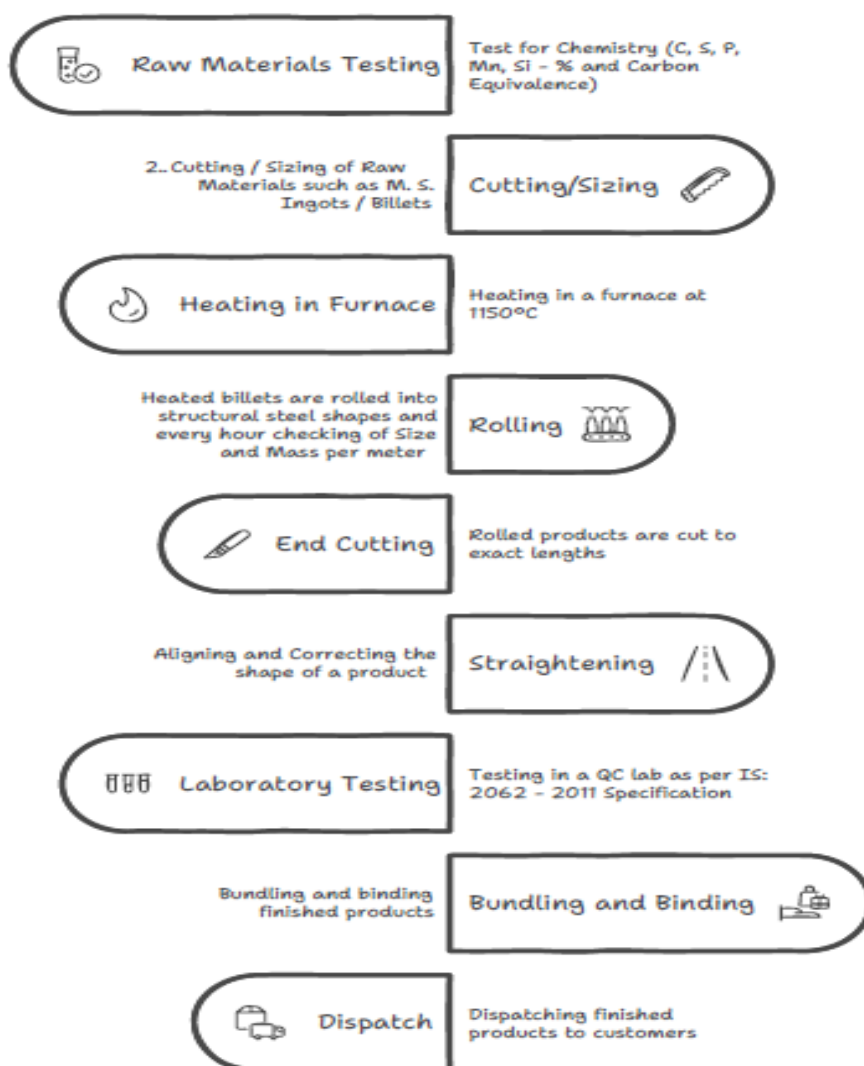 Raw Materials Testing
Test for Chemistry (C, S, P,
Mn, Si - % and Carbon
Equivalence)
2.. Cutting / Sizing of Raw
Materials such as M. S.
Ingots / Billets
Cutting/Sizing
Heating in Furnace
Heating in a furnace at
1150°C
Heated billets are rolled into
structural steel shapes and
every hour checking of Size
and Mass per meter
Rolling
End Cutting
Rolled products are cut to
exact lengths
Aligning and Correcting the
shape of a product
Straightening
Laboratory Testing
Testing in a QC lab as per IS:
2062 - 2011 Specification
Bundling and binding
finished products
Bundling and Binding
Dispatch
Dispatching finished
products to customers